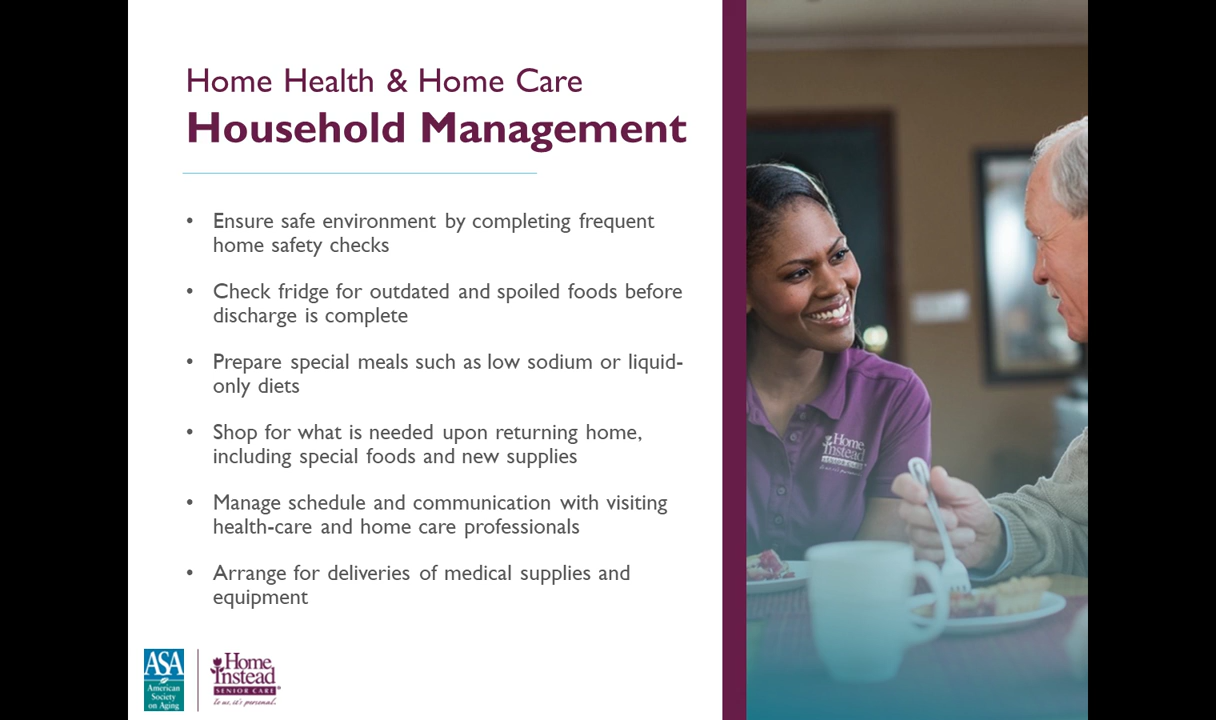 Home Health & Home Care
Household Management
• Ensure safe environment by completing frequent
home safety checks
• Check fridge for outdated and spoiled foods before
discharge is complete
• Prepare special meals such as low sodium or liquid-
only diets
• Shop for what is needed upon returning home,
including special foods and new supplies
• Manage schedule and communication with visiting
health-care and home care professionals
• Arrange for deliveries of medical supplies and
equipment
ASA
American
Society
on Aging
Home
Instead
SENIOR CARE
to us, it's personal.
Home
Instead
SENIOR CARE